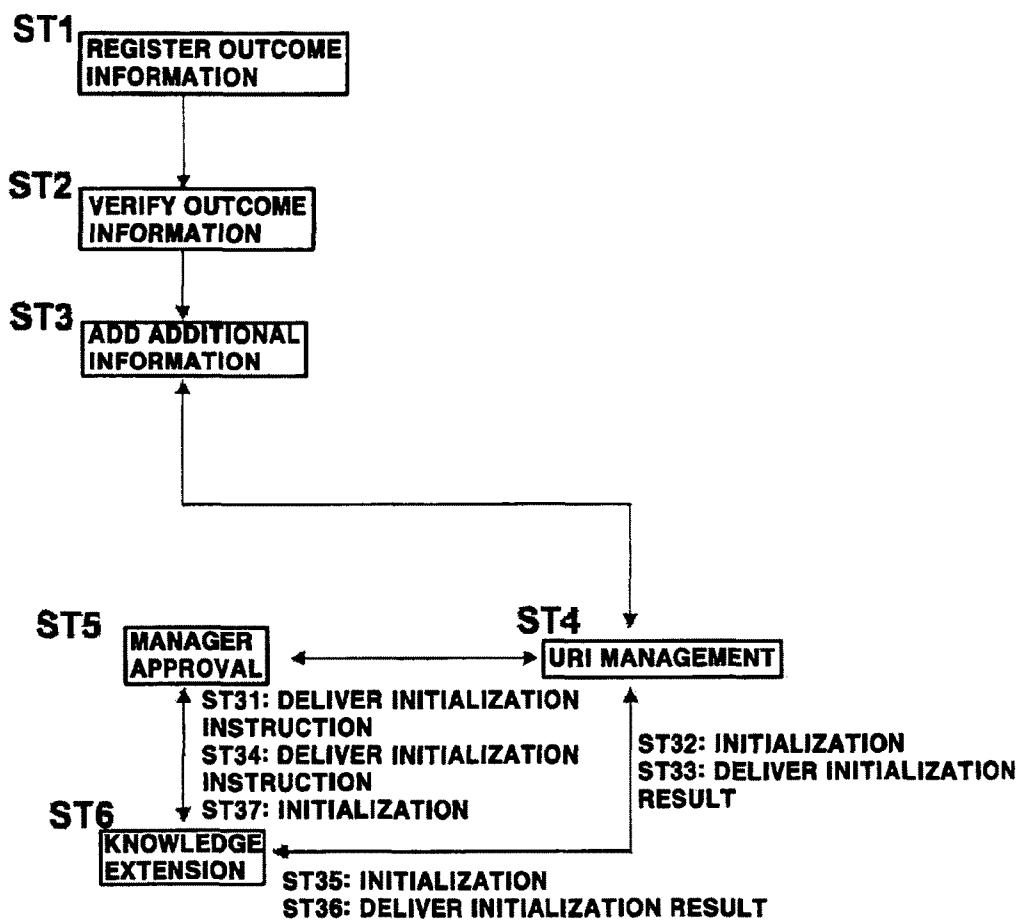 ST1
REGISTER OUTCOME
INFORMATION
ST2
VERIFY OUTCOME
INFORMATION
ST3
ADD ADDITIONAL
INFORMATION
ST5
MANAGER
APPROVAL
ST4
URI MANAGEMENT
ST31: DELIVER INITIALIZATION
INSTRUCTION
ST34: DELIVER INITIALIZATION
INSTRUCTION
ST37: INITIALIZATION
ST32: INITIALIZATION
ST33: DELIVER INITIALIZATION
RESULT
ST6
KNOWLEDGE
EXTENSION
ST35: INITIALIZATION
ST36: DELIVER INITIALIZATION RESULT